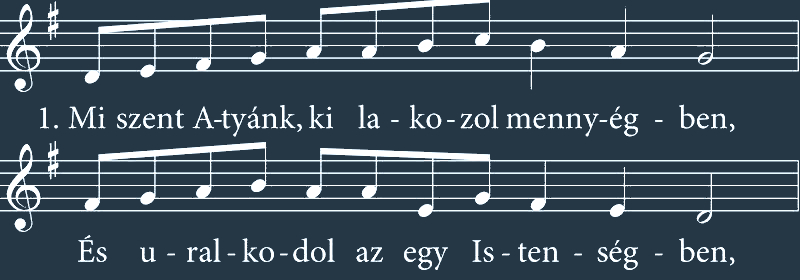 1. Mi szent A-tyánk, ki la - ko - zol menny-ég - ben,
És u - ral - ko - dol az egy Is - ten - ség - ben,